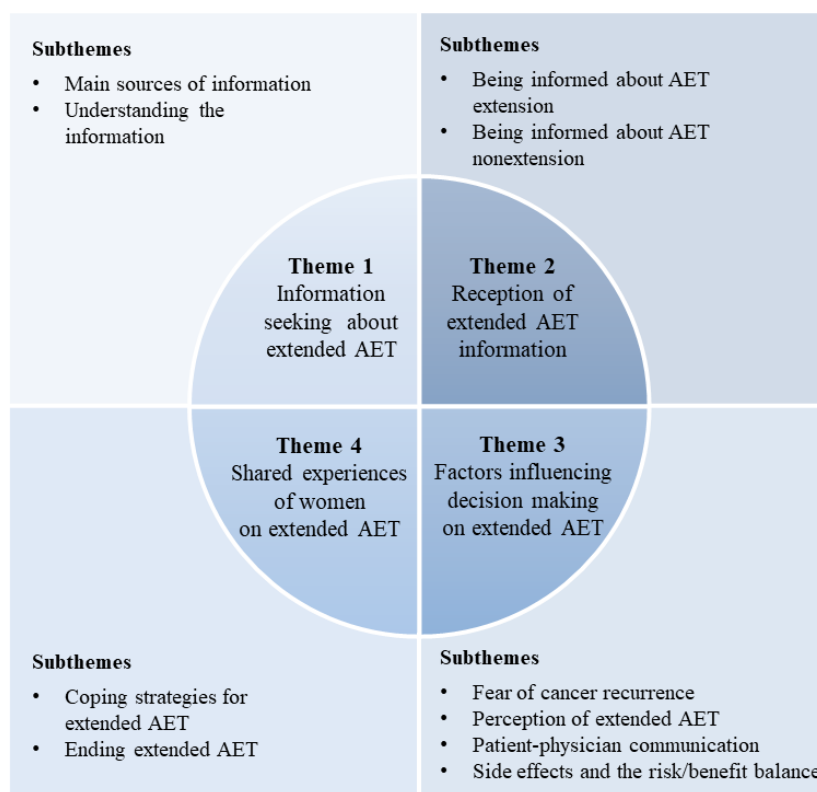 Subthemes
• Main sources of information
• Understanding the
information
Subthemes
• Being informed about AET
extension
• Being informed about AET
nonextension
Theme 1
Information
seeking about
extended AET
Theme 2
Reception of
extended AET
information
Theme 4
Shared experiences
of women
on extended AET
Theme 3
Factors influencing
decision making
on extended AET
Subthemes
• Coping strategies for
extended AET
• Ending extended AET
Subthemes
• Fear of cancer recurrence
• Perception of extended AET
• Patient-physician communication
• Side effects and the risk/benefit balance